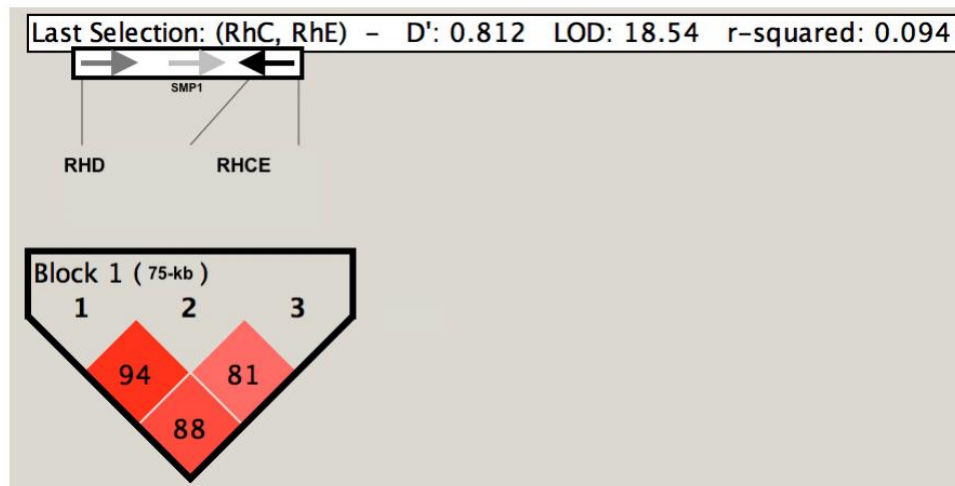 Last Selection: (RhC, RhE) – D': 0.812 LOD: 18.54 r-squared: 0.094
SMP1
RHD RHCE
Block 1 ( 75-kb )
1 2 3
94 81
88